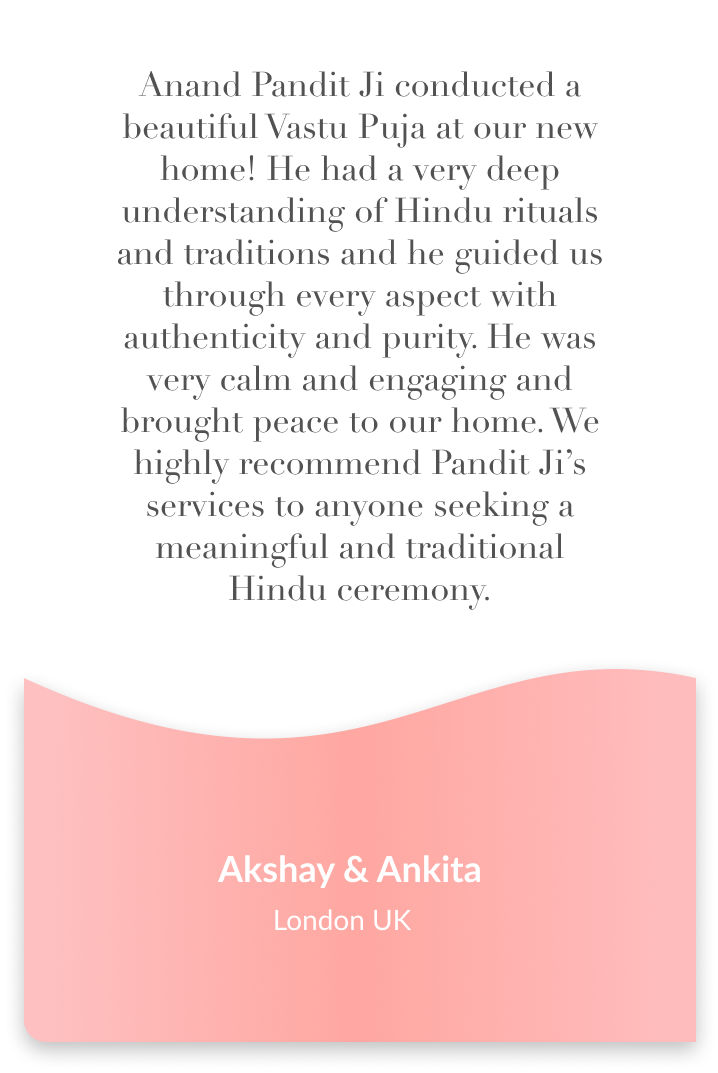 Anand Pandit Ji conducted a
beautiful Vastu Puja at our new
home! He had a very deep
understanding of Hindu rituals
and traditions and he guided us
through every aspect with
authenticity and purity. He was
very calm and engaging and
brought peace to our home. We
highly recommend Pandit Ji’s
services to anyone seeking a
meaningful and traditional
Hindu ceremony.
Akshay & Ankita
London UK